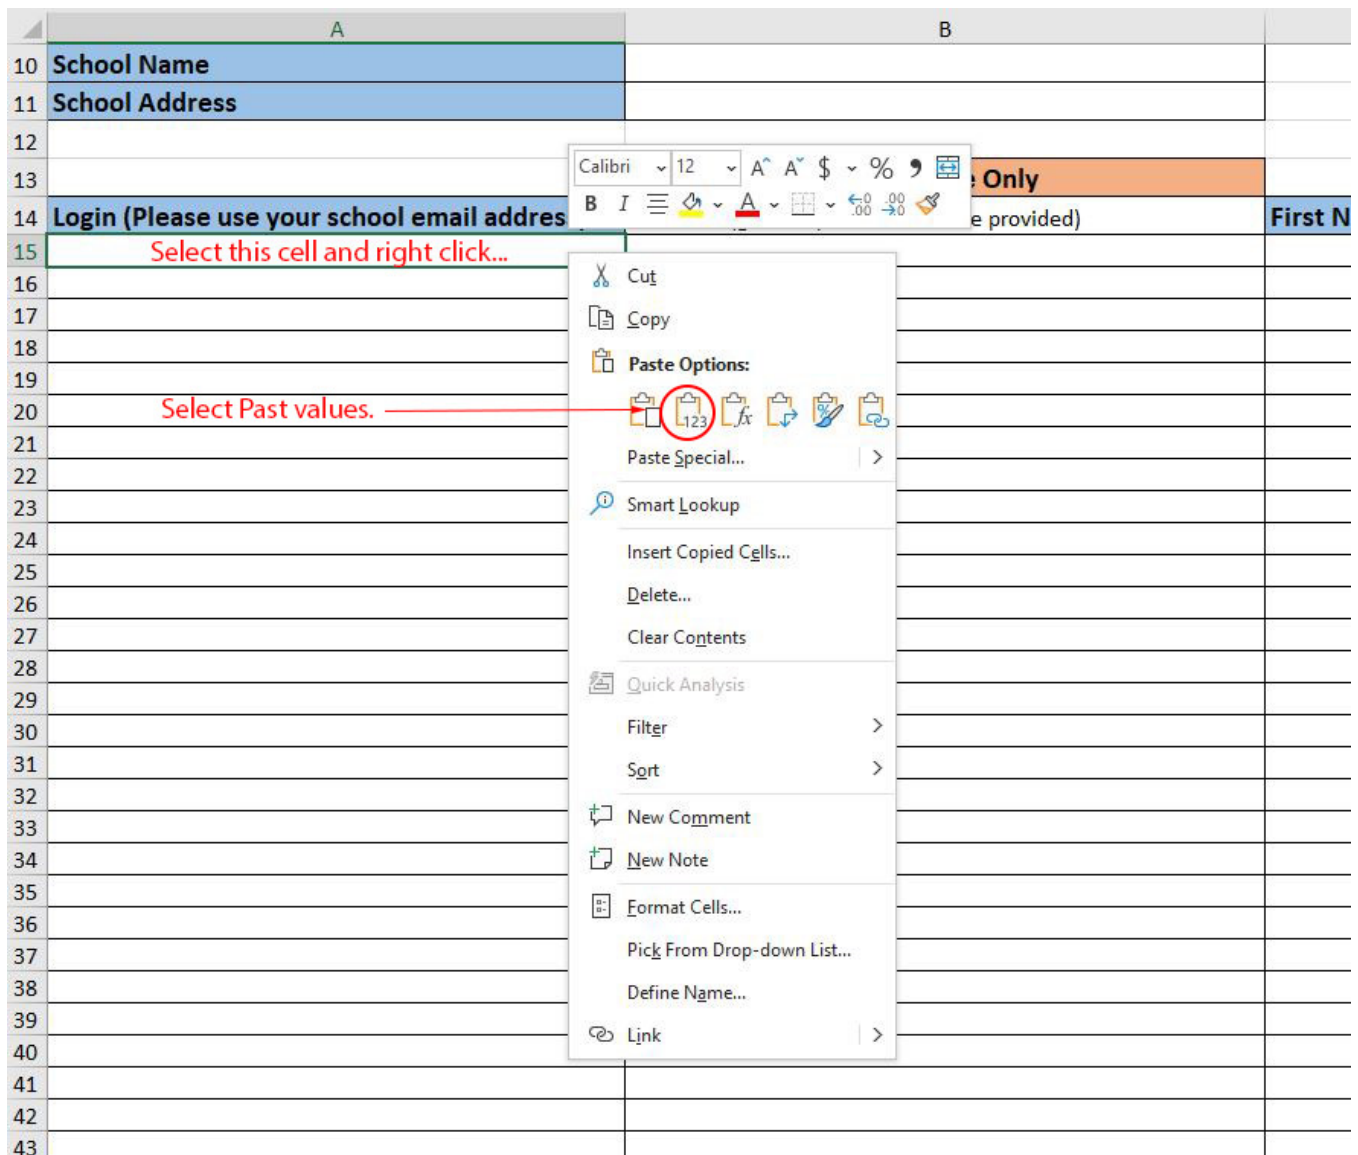 A B
10 School Name
11 School Address
12
Calibri 12 A A $ % ,
13 Only
B I A .00 .00
14 Login (Please use your school email addres provided) First N
15 Select this cell and right click...
16 Cut
17 Copy
18
19 Paste Options:
20 Select Past values. 123 fx %
21
22 Paste Special...
23 Smart Lookup
24
25 Insert Copied Cells...
26 Delete...
27 Clear Contents
28
29 Quick Analysis
30 Filter
31 Sort
32
33 New Comment
34 New Note
35
36 Format Cells...
37 Pick From Drop-down List...
38 Define Name...
39
40 Link
41
42
43